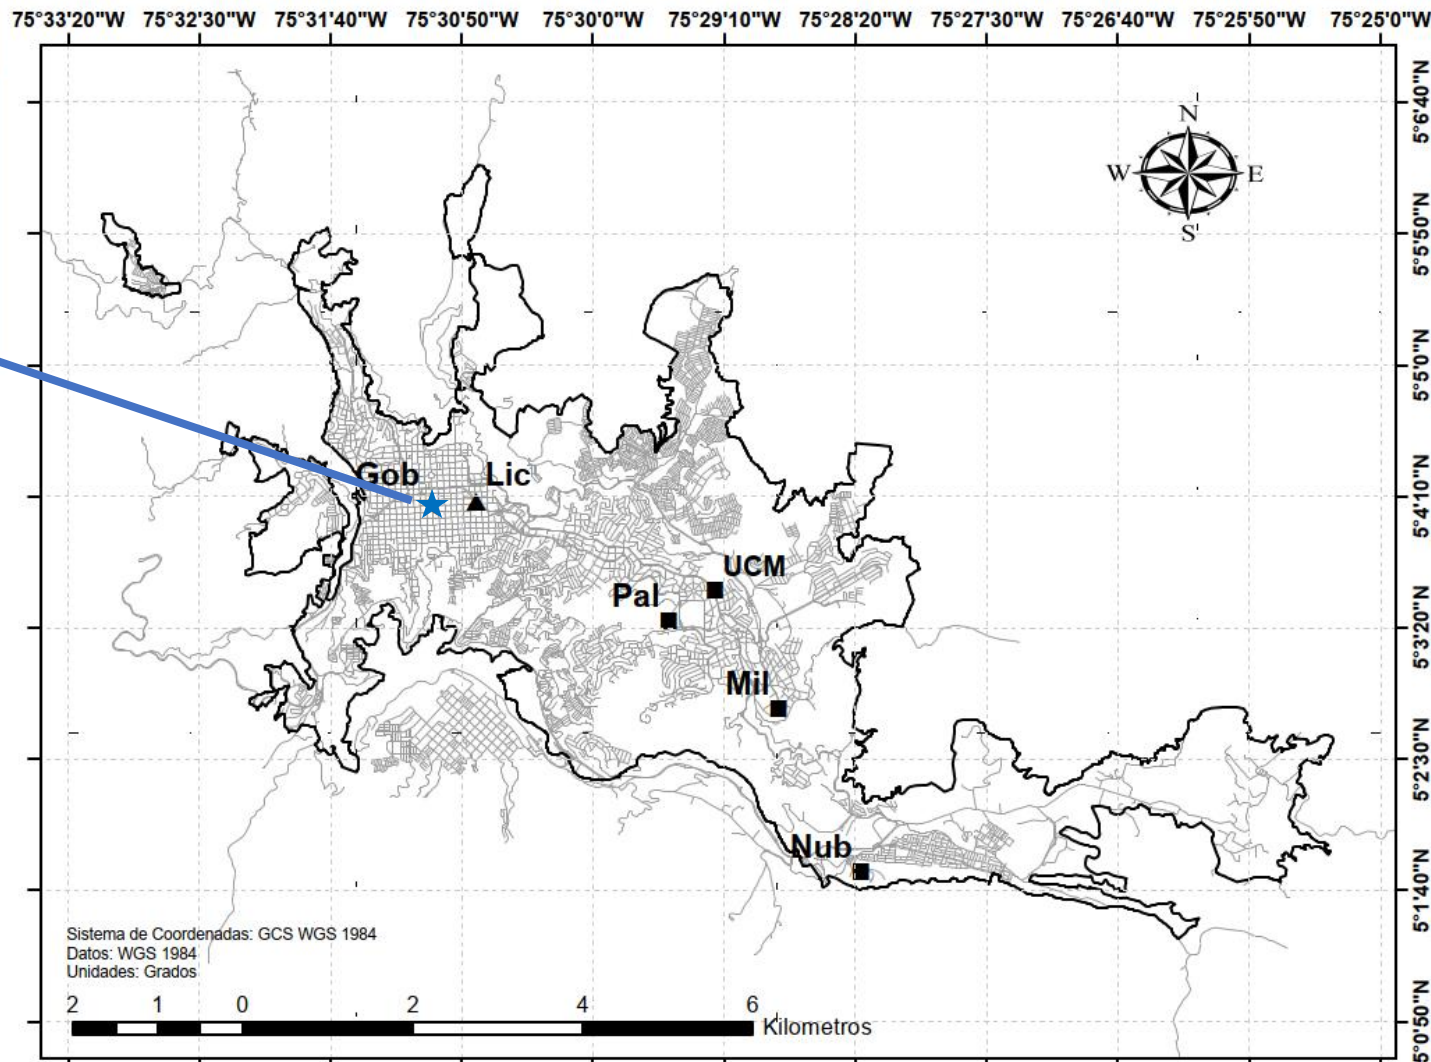 75°33'20"W 75°32'30"W 75°31'40"W 75°30'50"W 75°30'0"W 75°29'10"W 75°28'20"W 75°27'30"W 75°26'40"W 75°25'50"W 75°25'0"W
5°6'40"N
N
W E
S
5°5'50"N
5°5'0"N
Gob Lic
5°4'10"N
UCM
Pal
5°3'20"N
Mil
5°2'30"N
Nub
5°1'40"N
Sistema de Coordenadas: GCS WGS 1984
Datos: WGS 1984
Unidades: Grados
2 1 0 2 4 6
Kilometros
5°0'50"N